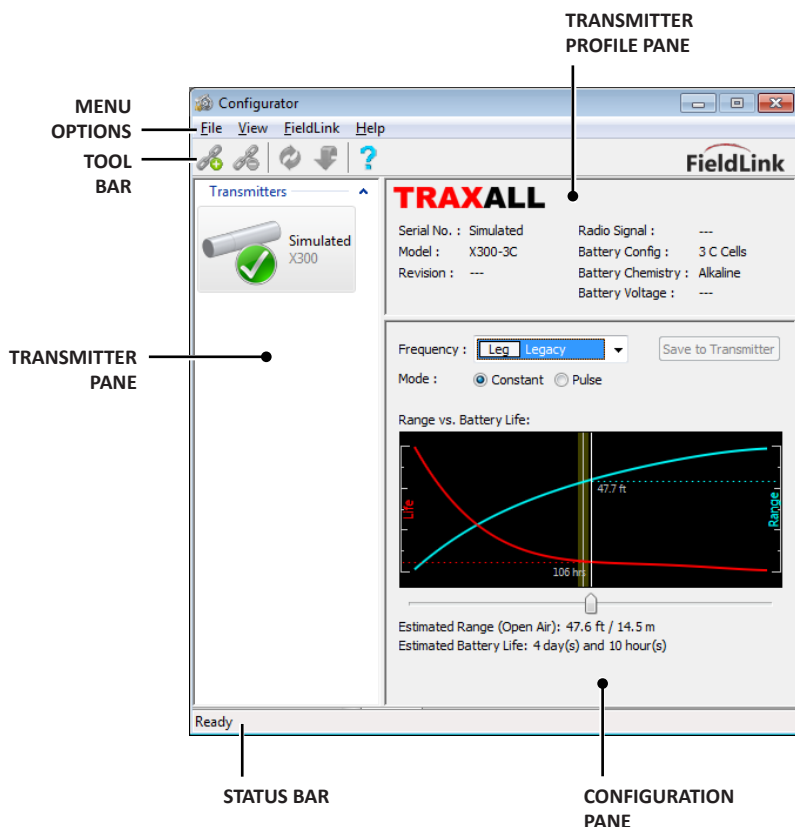 TRANSMITTER
PROFILE PANE
MENU
OPTIONS
TOOL
BAR
Configurator
File View FieldLink Help
?
FieldLink
Transmitters
Simulated
X300
TRAXALL
Serial No. : Simulated
Model : X300-3C
Revision : ---
Radio Signal : ---
Battery Config : 3 C Cells
Battery Chemistry : Alkaline
Battery Voltage : ---
TRANSMITTER
PANE
Frequency : Leg Legacy
Save to Transmitter
Mode : Constant Pulse
Range vs. Battery Life:
Life
47.7 ft
Range
106 hrs
Estimated Range (Open Air): 47.6 ft / 14.5 m
Estimated Battery Life: 4 day(s) and 10 hour(s)
Ready
STATUS BAR
CONFIGURATION
PANE